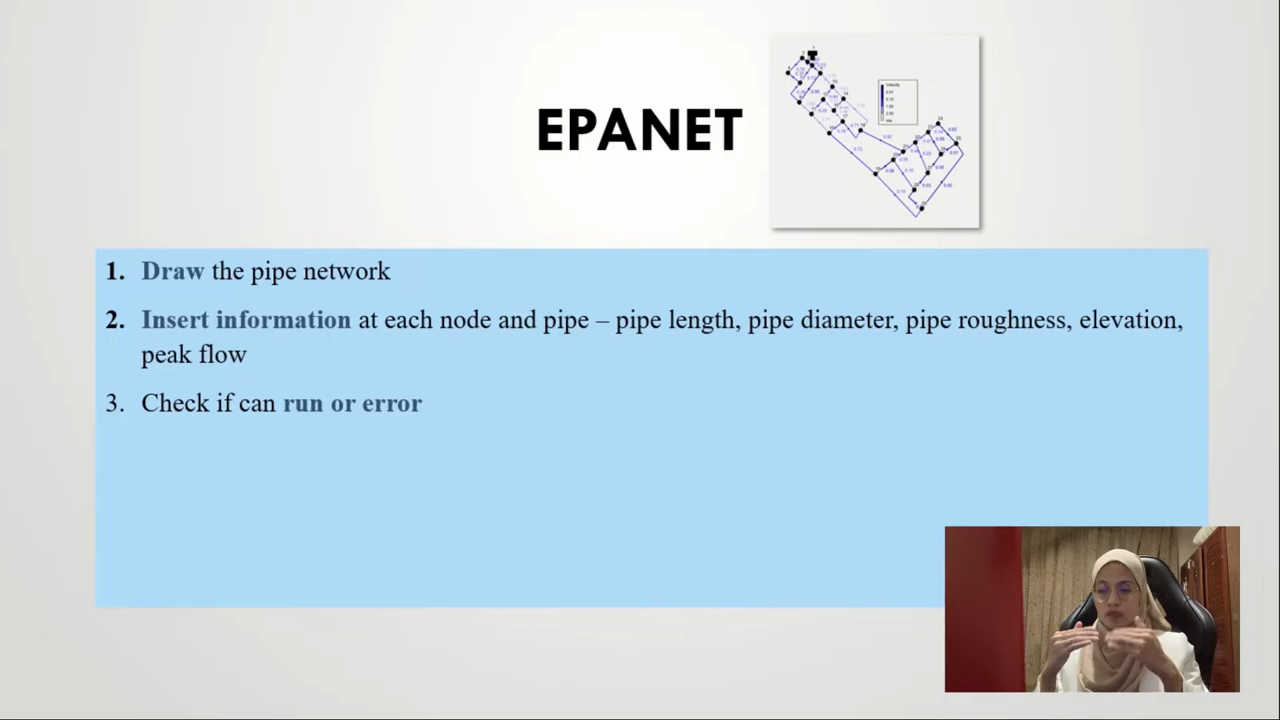 EPANET
1. Draw the pipe network
2. Insert information at each node and pipe – pipe length, pipe diameter, pipe roughness, elevation,
peak flow
3. Check if can run or error